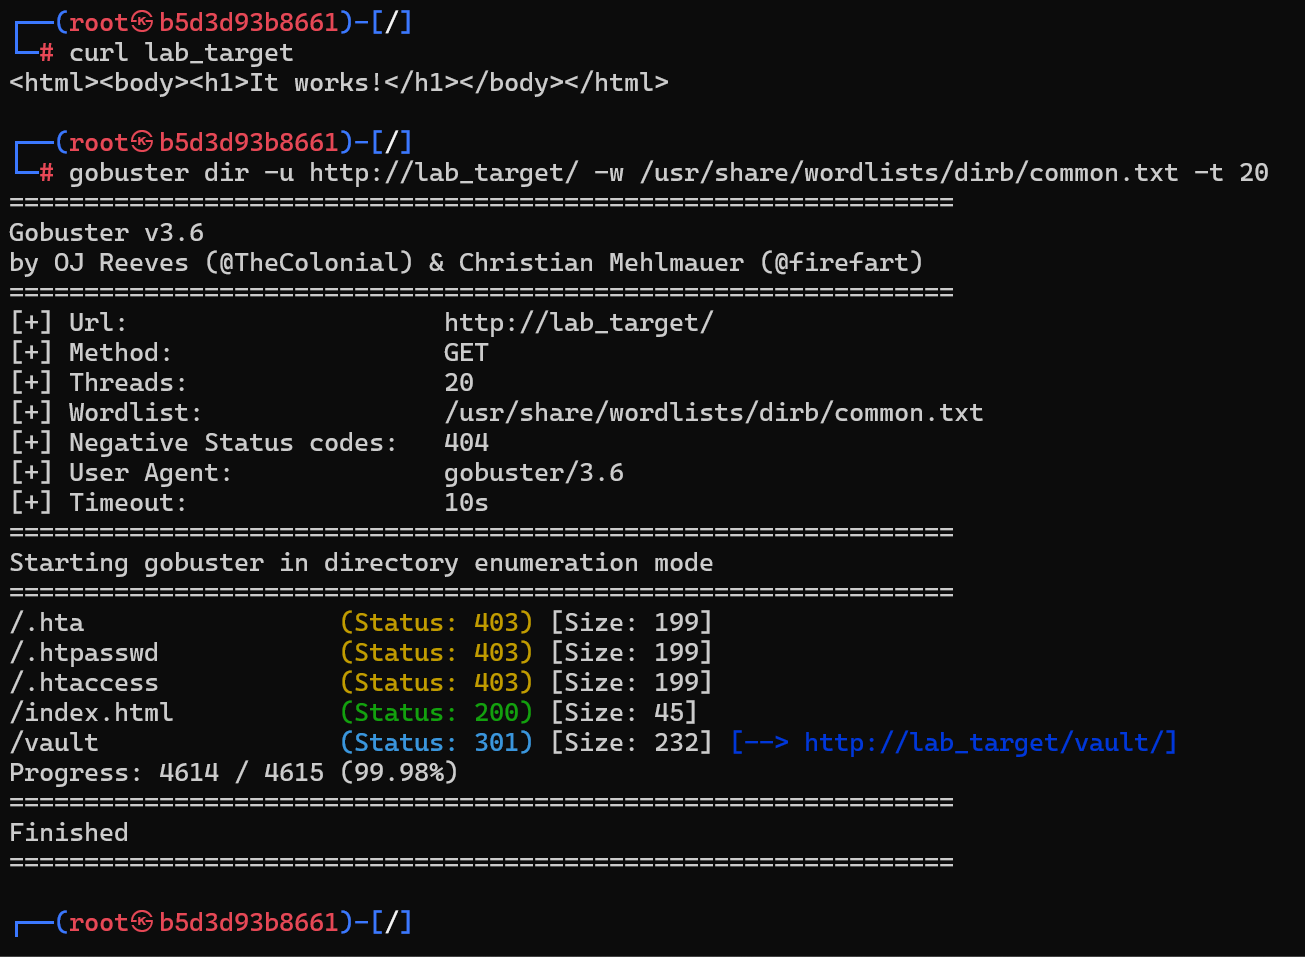 ┌──(root㉿b5d3d93b8661)-[/]
└─# curl lab_target
<html><body><h1>It works!</h1></body></html>
┌──(root㉿b5d3d93b8661)-[/]
└─# gobuster dir -u http://lab_target/ -w /usr/share/wordlists/dirb/common.txt -t 20
===============================================================
Gobuster v3.6
by OJ Reeves (@TheColonial) & Christian Mehlmauer (@firefart)
===============================================================
[+] Url:                     http://lab_target/
[+] Method:                  GET
[+] Threads:                 20
[+] Wordlist:                /usr/share/wordlists/dirb/common.txt
[+] Negative Status codes:   404
[+] User Agent:              gobuster/3.6
[+] Timeout:                 10s
===============================================================
Starting gobuster in directory enumeration mode
===============================================================
/.hta                 (Status: 403) [Size: 199]
/.htpasswd            (Status: 403) [Size: 199]
/.htaccess            (Status: 403) [Size: 199]
/index.html           (Status: 200) [Size: 45]
/vault                (Status: 301) [Size: 232] [--> http://lab_target/vault/]
Progress: 4614 / 4615 (99.98%)
===============================================================
Finished
===============================================================
┌──(root㉿b5d3d93b8661)-[/]